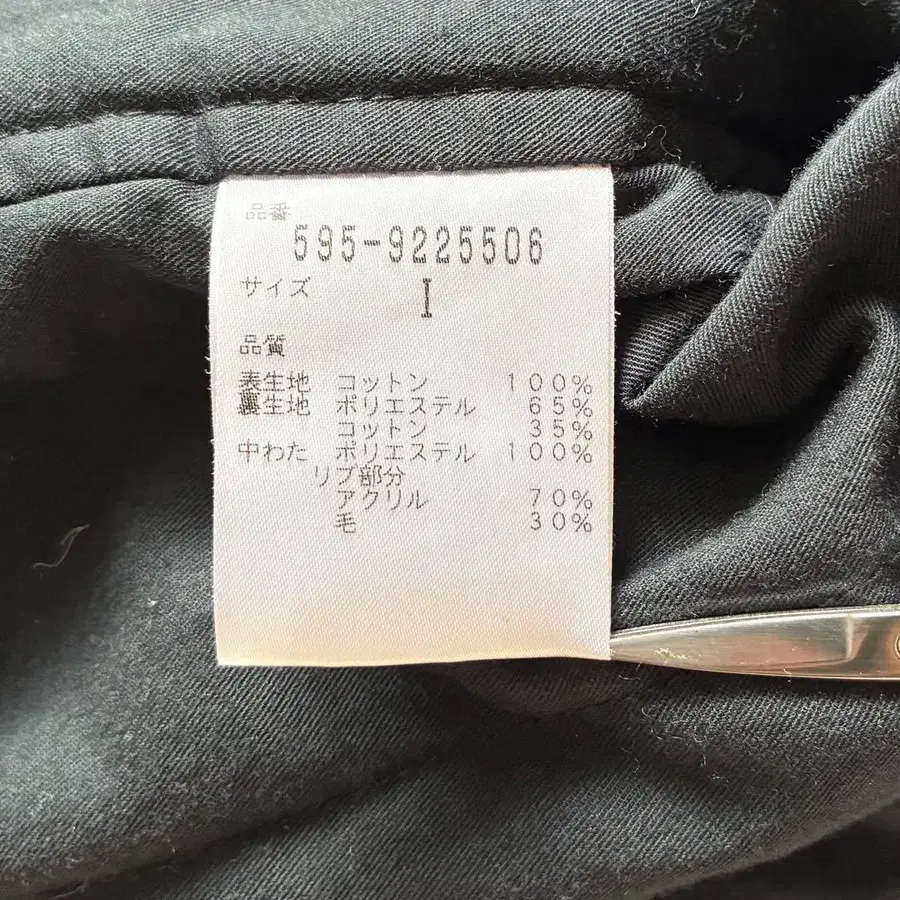 品番
595-9225506
サイズ I
品質
表生地 コットン 100%
裏生地 ポリエステル 65%
コットン 35%
中わた ポリエステル 100%
リブ部分
アクリル 70%
毛 30%